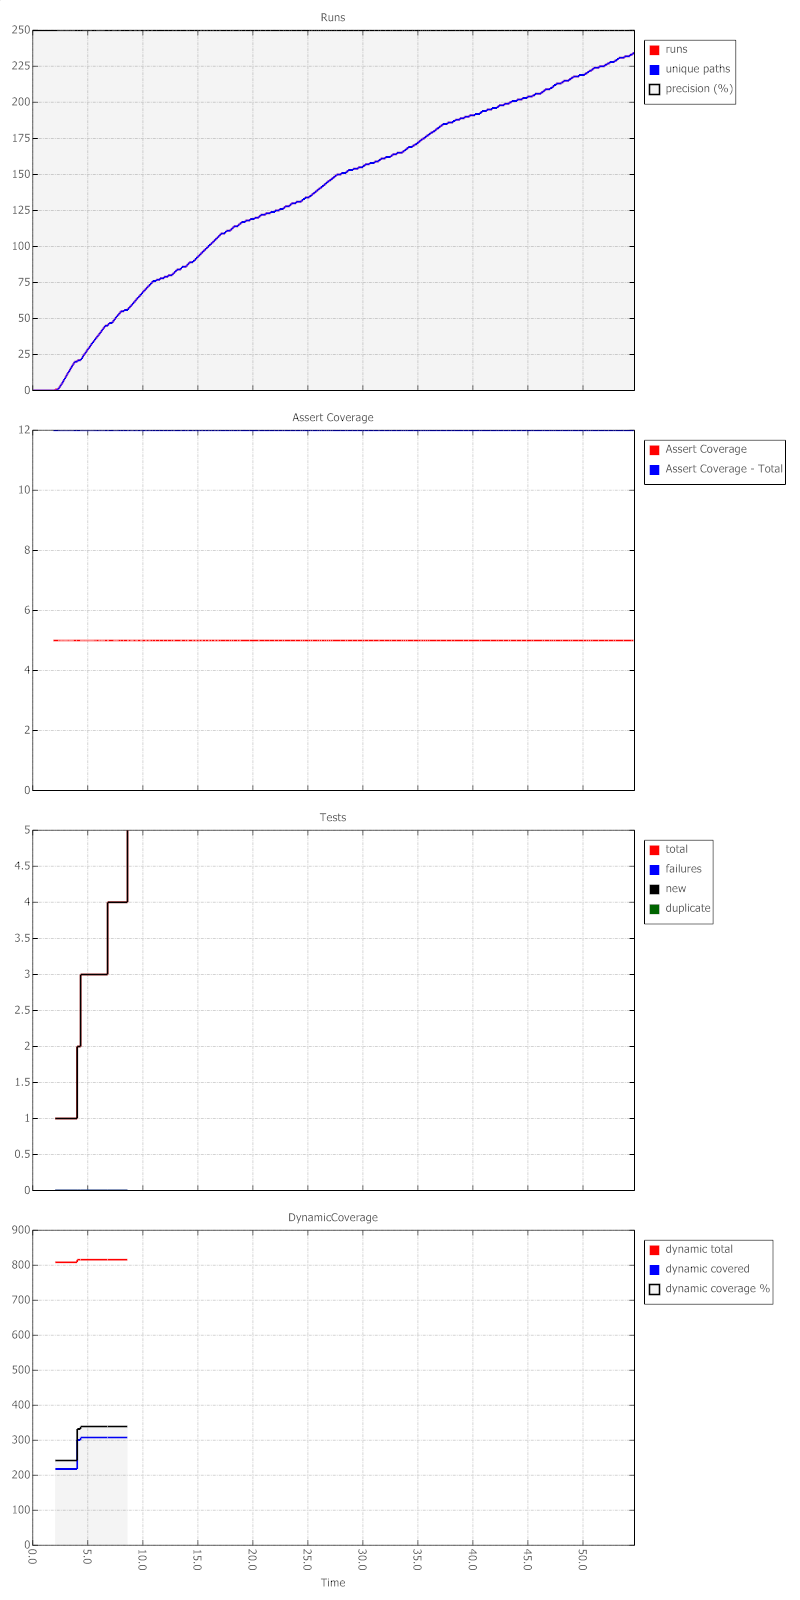 Runs
250
225
200
175
150
125
100
75
50
25
0
runs
unique paths
precision (%)
Assert Coverage
12
10
8
6
4
2
0
Assert Coverage
Assert Coverage - Total
Tests
5
4.5
4
3.5
3
2.5
2
1.5
1
0.5
0
total
failures
new
duplicate
DynamicCoverage
900
800
700
600
500
400
300
200
100
0
dynamic total
dynamic covered
dynamic coverage %
0.0 5.0 10.0 15.0 20.0 25.0 30.0 35.0 40.0 45.0 50.0
Time